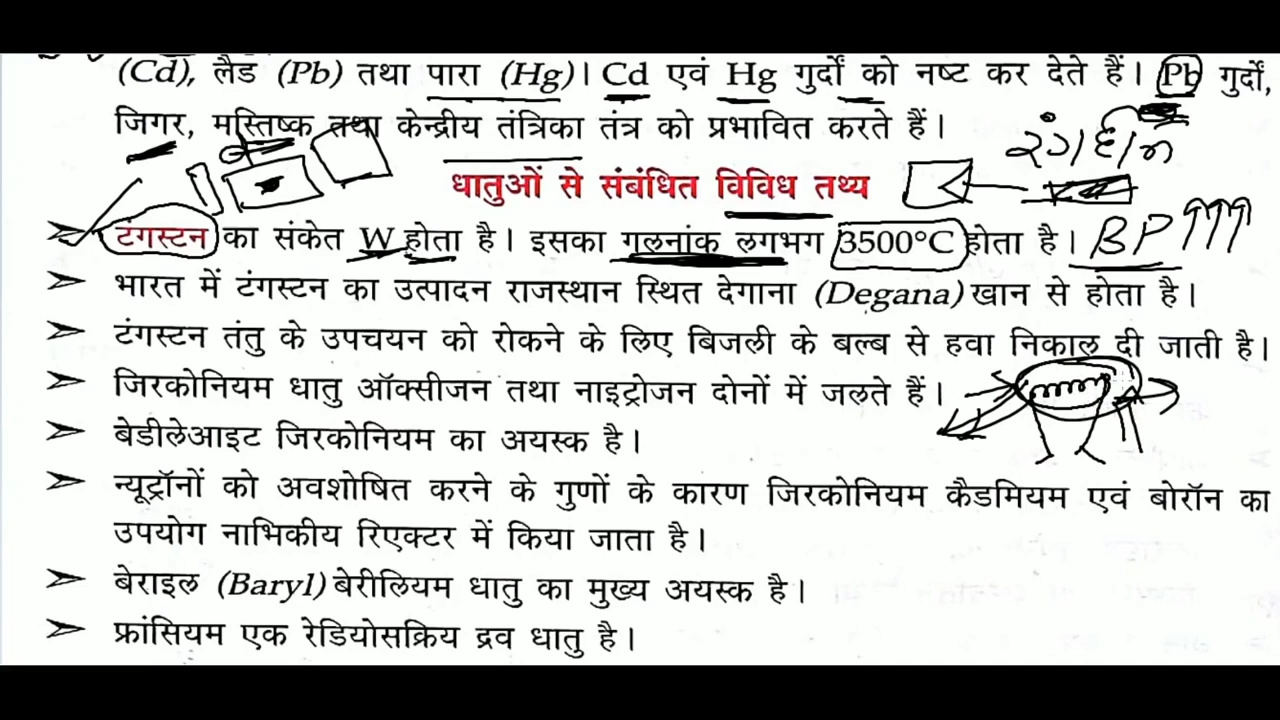 (Cd), लैड (Pb) तथा पारा (Hg)। Cd एवं Hg गुर्दों को नष्ट कर देते हैं। Pb गुर्दों,
जिगर, मस्तिष्क तथा केन्द्रीय तंत्रिका तंत्र को प्रभावित करते हैं।
रंगहीन
धातुओं से संबंधित विविध तथ्य
➤ टंगस्टन का संकेत W होता है। इसका गलनांक लगभग 3500°C होता है। BP↑↑↑
➤ भारत में टंगस्टन का उत्पादन राजस्थान स्थित देगाना (Degana) खान से होता है।
➤ टंगस्टन तंतु के उपचयन को रोकने के लिए बिजली के बल्ब से हवा निकाल दी जाती है।
➤ जिरकोनियम धातु ऑक्सीजन तथा नाइट्रोजन दोनों में जलते हैं।
➤ बेडीलेआइट जिरकोनियम का अयस्क है।
➤ न्यूट्रॉनों को अवशोषित करने के गुणों के कारण जिरकोनियम कैडमियम एवं बोरॉन का
उपयोग नाभिकीय रिएक्टर में किया जाता है।
➤ बेराइल (Baryl) बेरीलियम धातु का मुख्य अयस्क है।
➤ फ्रांसियम एक रेडियोसक्रिय द्रव धातु है।